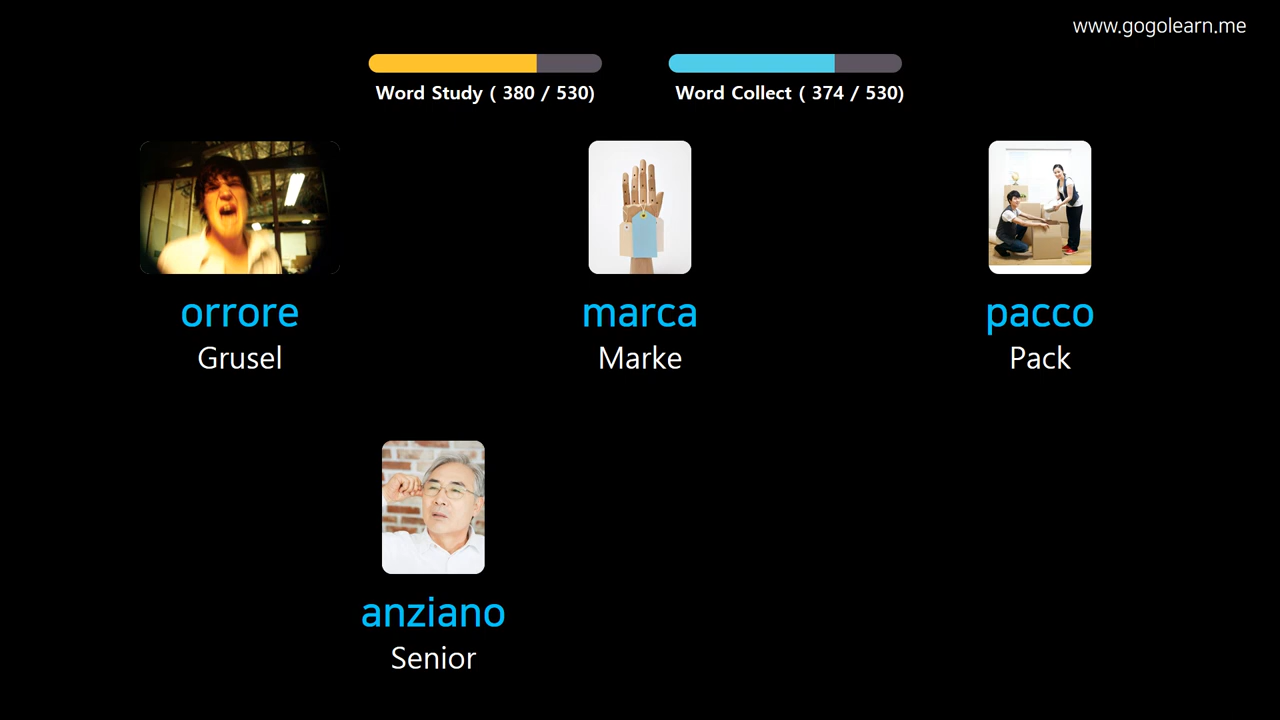 www.gogolearn.me
Word Study ( 380 / 530)
Word Collect ( 374 / 530)
orrore
Grusel
marca
Marke
pacco
Pack
anziano
Senior